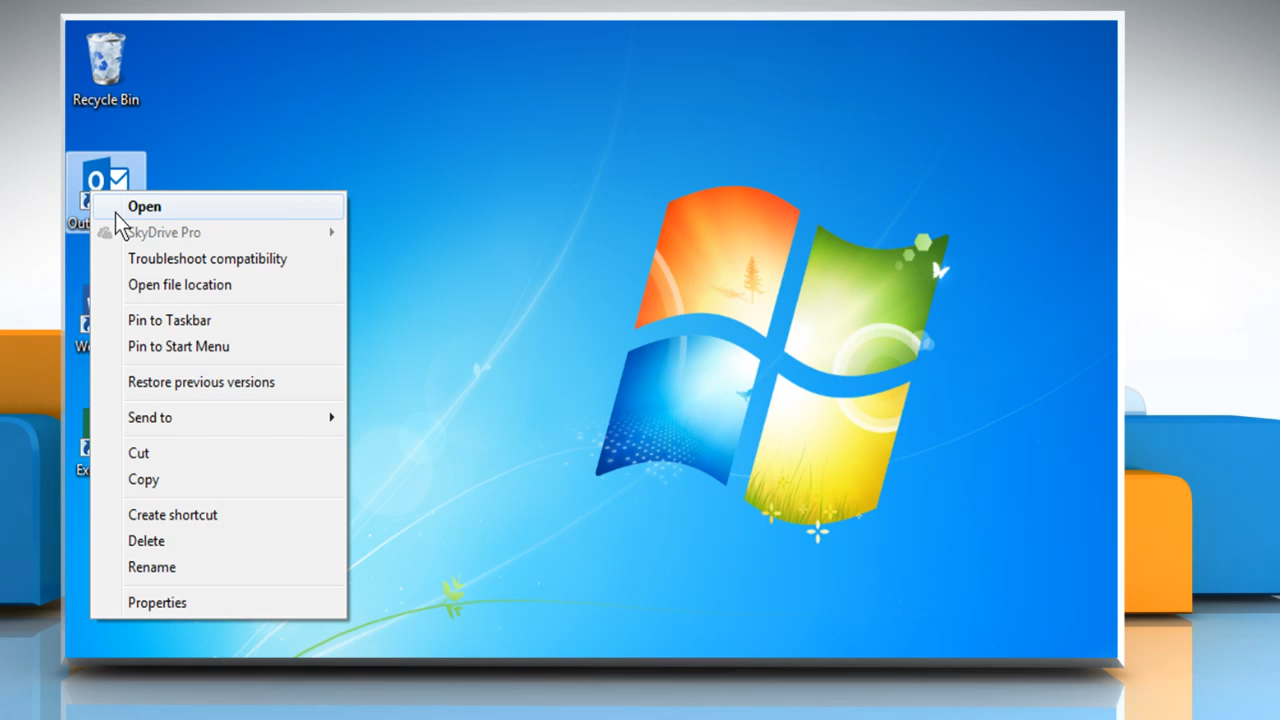 Recycle Bin
Open
SkyDrive Pro
Troubleshoot compatibility
Open file location
Pin to Taskbar
Pin to Start Menu
Restore previous versions
Send to
Cut
Copy
Create shortcut
Delete
Rename
Properties